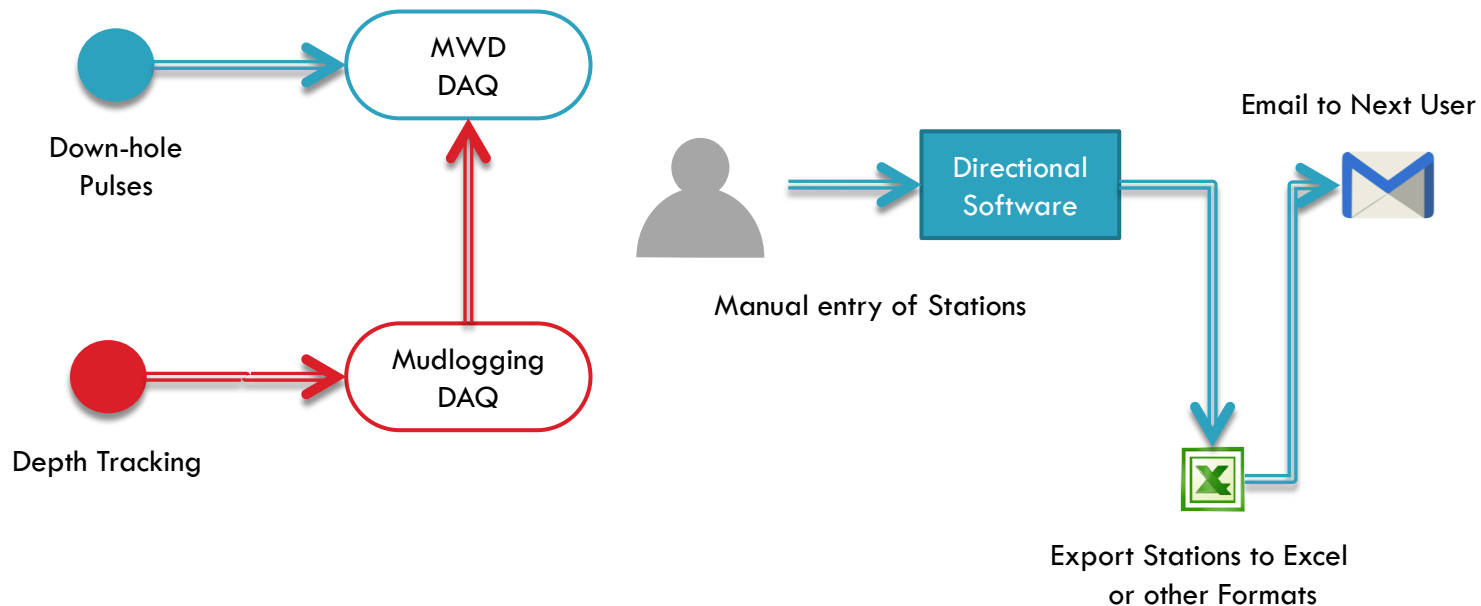 MWD
DAQ
Down-hole
Pulses
Mudlogging
DAQ
Depth Tracking
Manual entry of Stations
Directional
Software
Email to Next User
Export Stations to Excel
or other Formats